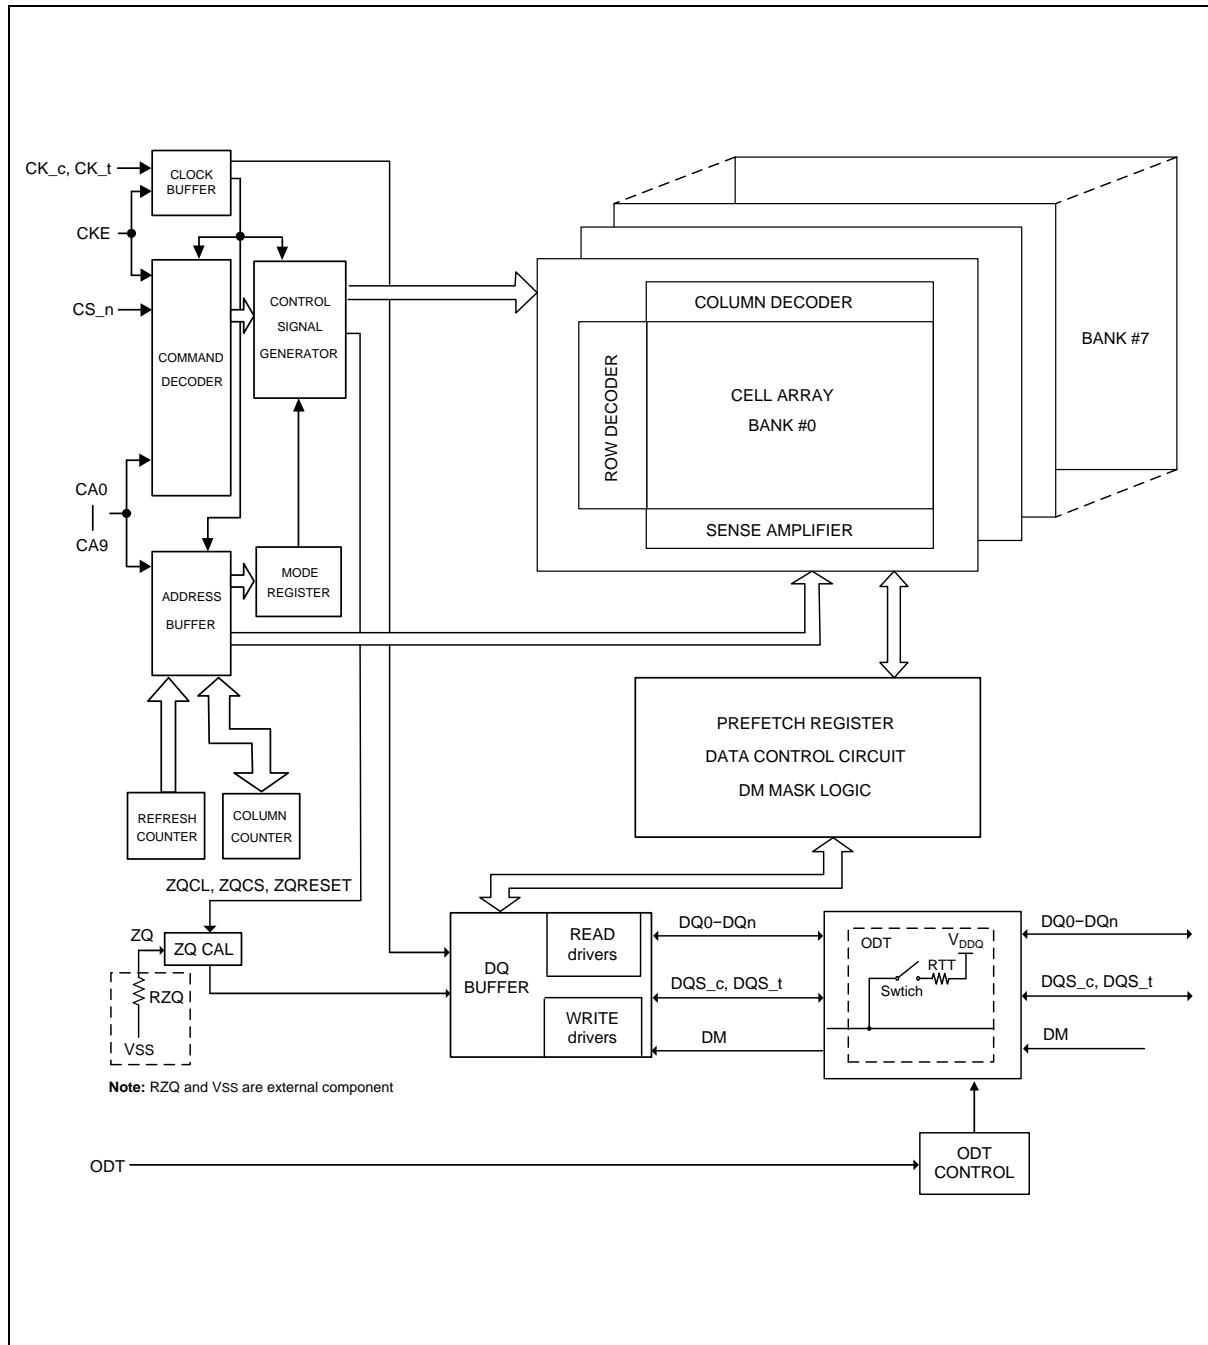 CK_c, CK_t
CLOCK
BUFFER
CKE
CS_n
COMMAND
DECODER
CONTROL
SIGNAL
GENERATOR
COLUMN DECODER
ROW DECODER
CELL ARRAY
BANK #0
SENSE AMPLIFIER
BANK #7
CA0
CA9
ADDRESS
BUFFER
MODE
REGISTER
PREFETCH REGISTER
DATA CONTROL CIRCUIT
DM MASK LOGIC
REFRESH
COUNTER
COLUMN
COUNTER
ZQCL, ZQCS, ZQRESET
ZQ
ZQ CAL
RZQ
VSS
Note: RZQ and VSS are external component
DQ
BUFFER
READ
drivers
WRITE
drivers
DQ0−DQn
DQS_c, DQS_t
DM
ODT
VDDQ
RTT
Swtich
DQ0−DQn
DQS_c, DQS_t
DM
ODT
ODT
CONTROL